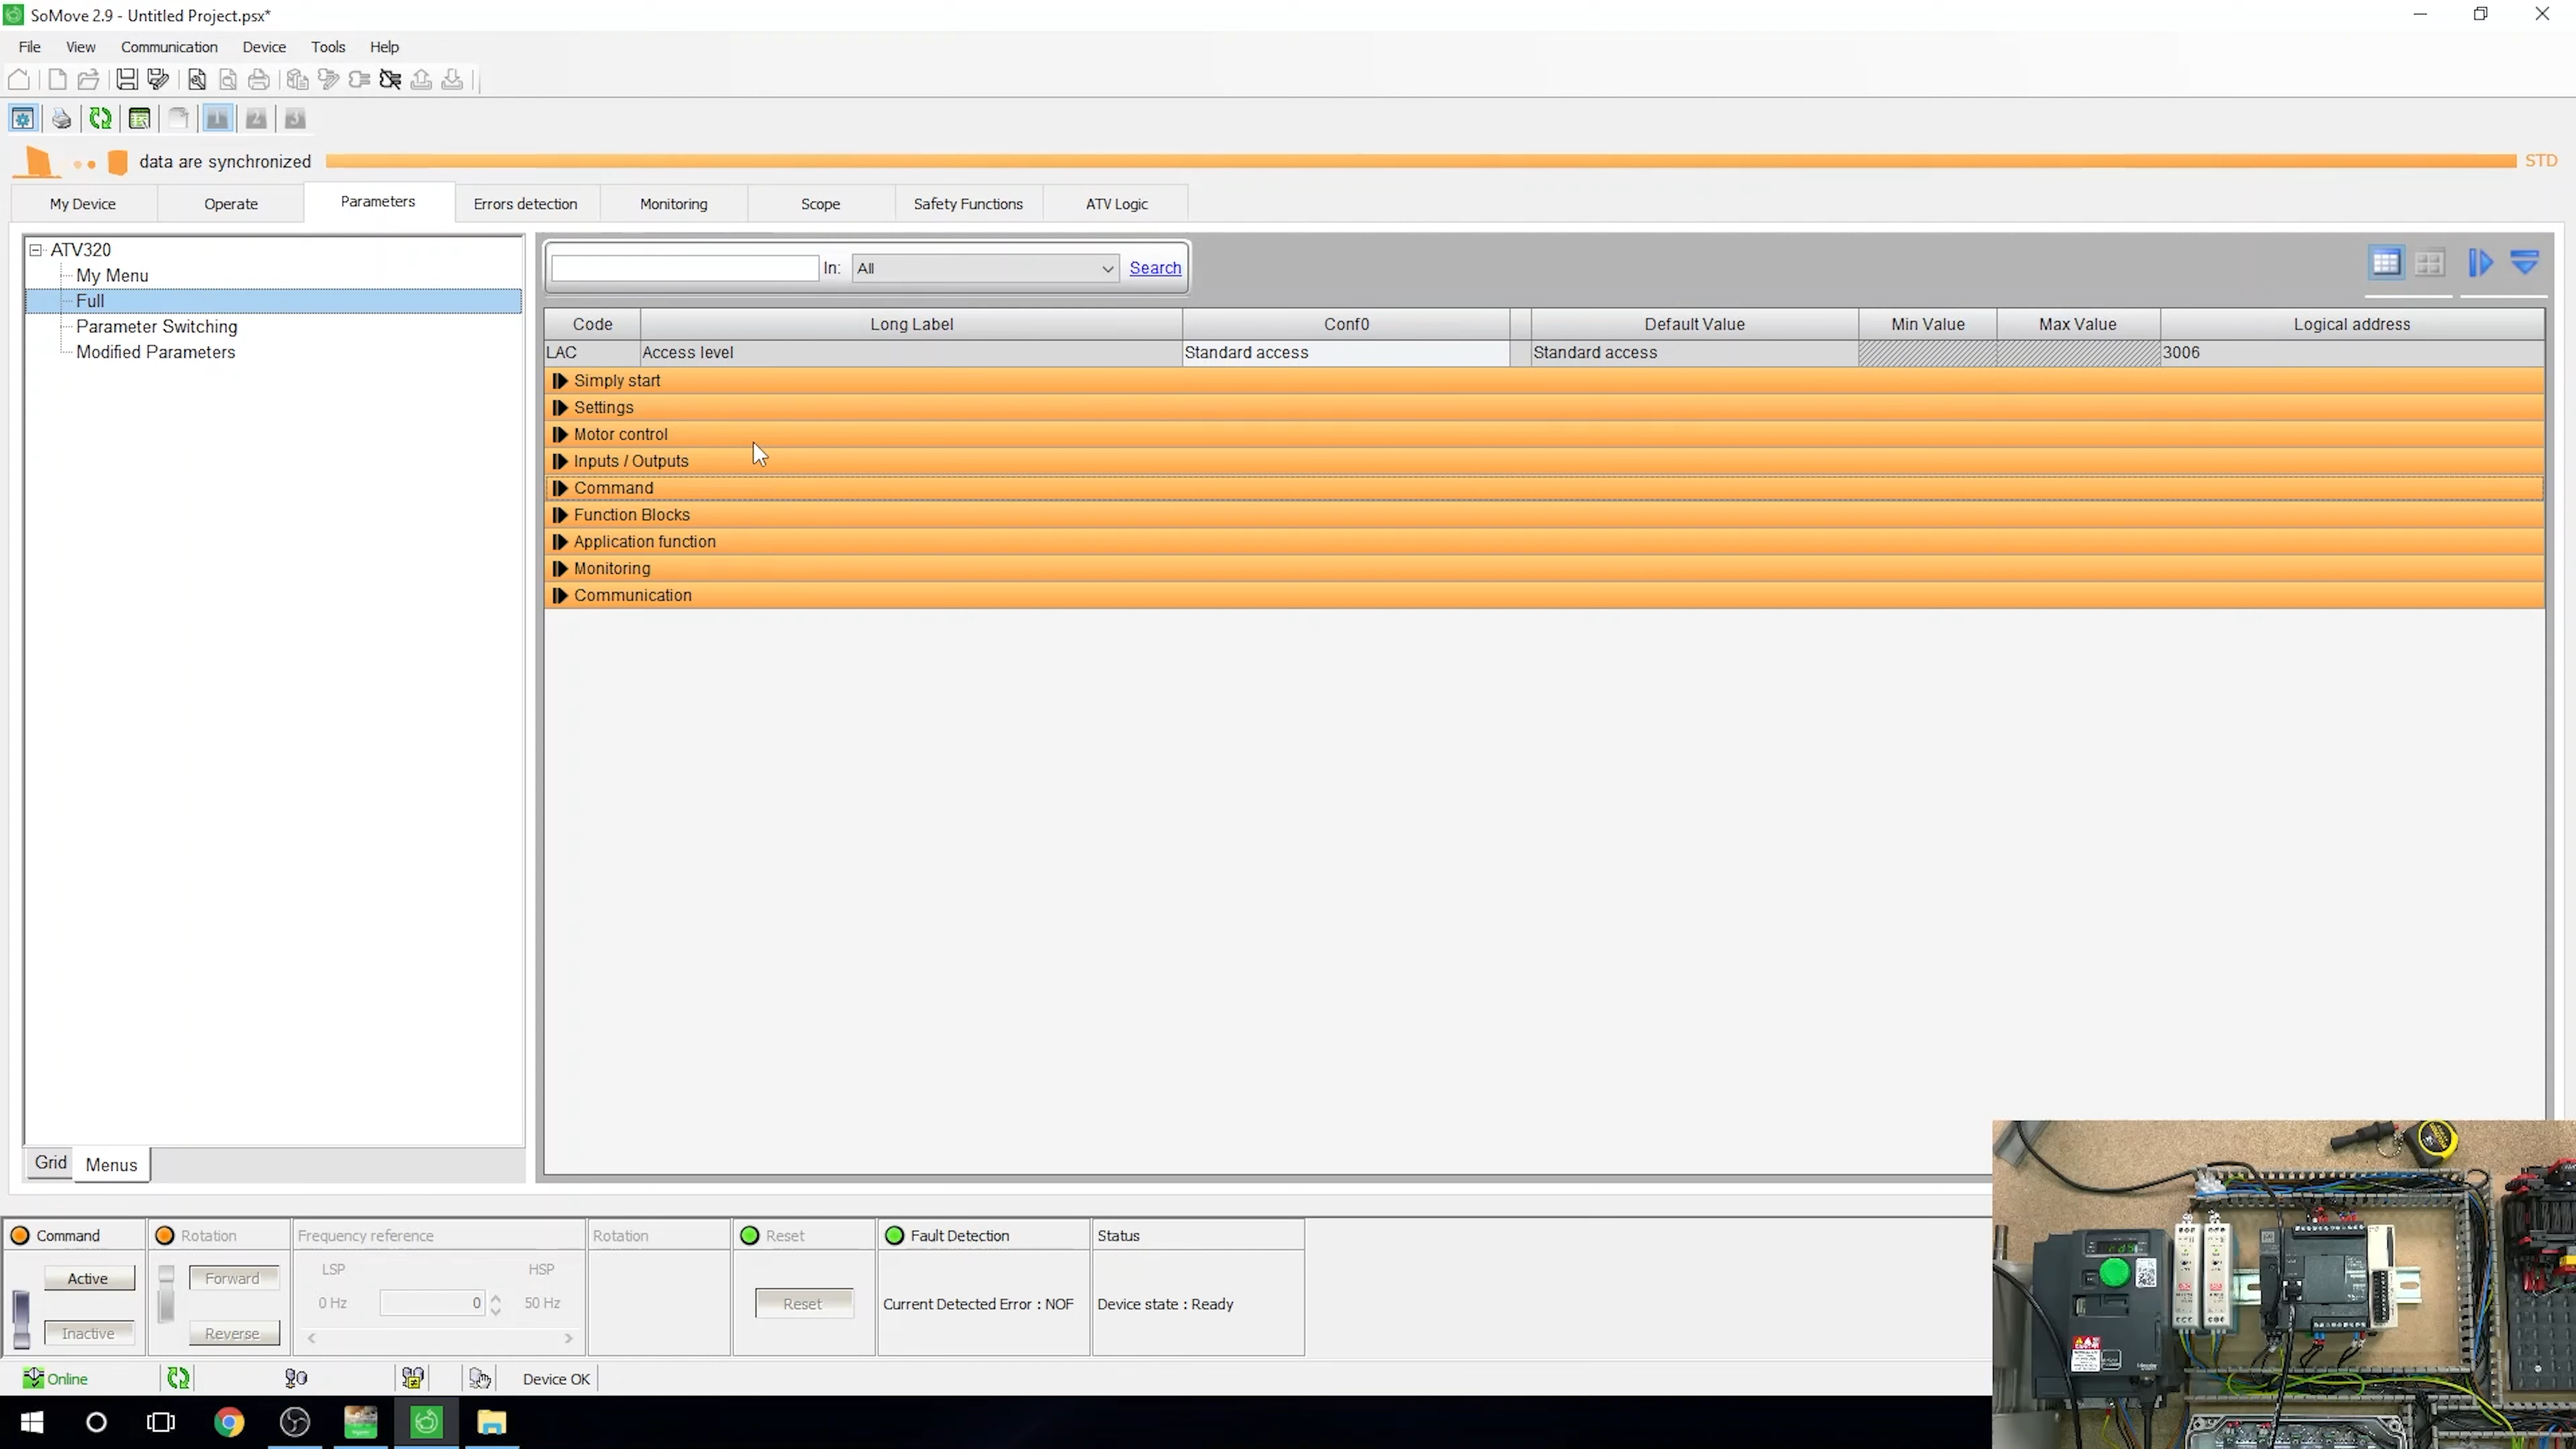 SoMove 2.9 - Untitled Project.psx*
File View Communication Device Tools Help
1 2 3
data are synchronized STD
My Device Operate Parameters Errors detection Monitoring Scope Safety Functions ATV Logic
ATV320
My Menu
Full
Parameter Switching
Modified Parameters
In: All Search
Code Long Label Conf0 Default Value Min Value Max Value Logical address
LAC Access level Standard access Standard access 3006
Simply start
Settings
Motor control
Inputs / Outputs
Command
Function Blocks
Application function
Monitoring
Communication
Grid Menus
Command Rotation Frequency reference Rotation Reset Fault Detection Status
Active Forward LSP HSP
0 Hz 0 50 Hz Reset Current Detected Error : NOF Device state : Ready
Inactive Reverse
Online Device OK